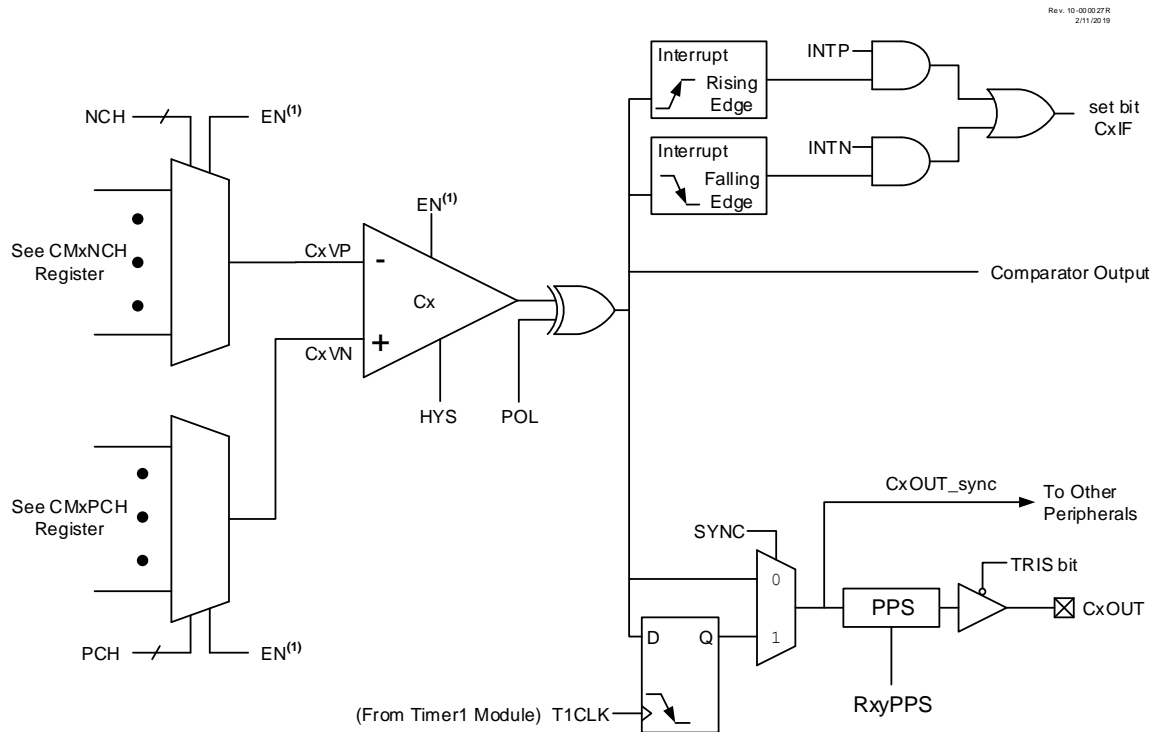 Rev. 10-000027R
2/11/2019
Interrupt
Rising
Edge
INTP
set bit
CxIF
Interrupt
Falling
Edge
INTN
NCH
EN(1)
See CMxNCH
Register
CxVP
EN(1)
-
Cx
+
CxVN
HYS
POL
Comparator Output
See CMxPCH
Register
PCH
EN(1)
CxOUT_sync
To Other
Peripherals
SYNC
0
1
TRIS bit
PPS
CxOUT
RxyPPS
D
Q
(From Timer1 Module) T1CLK